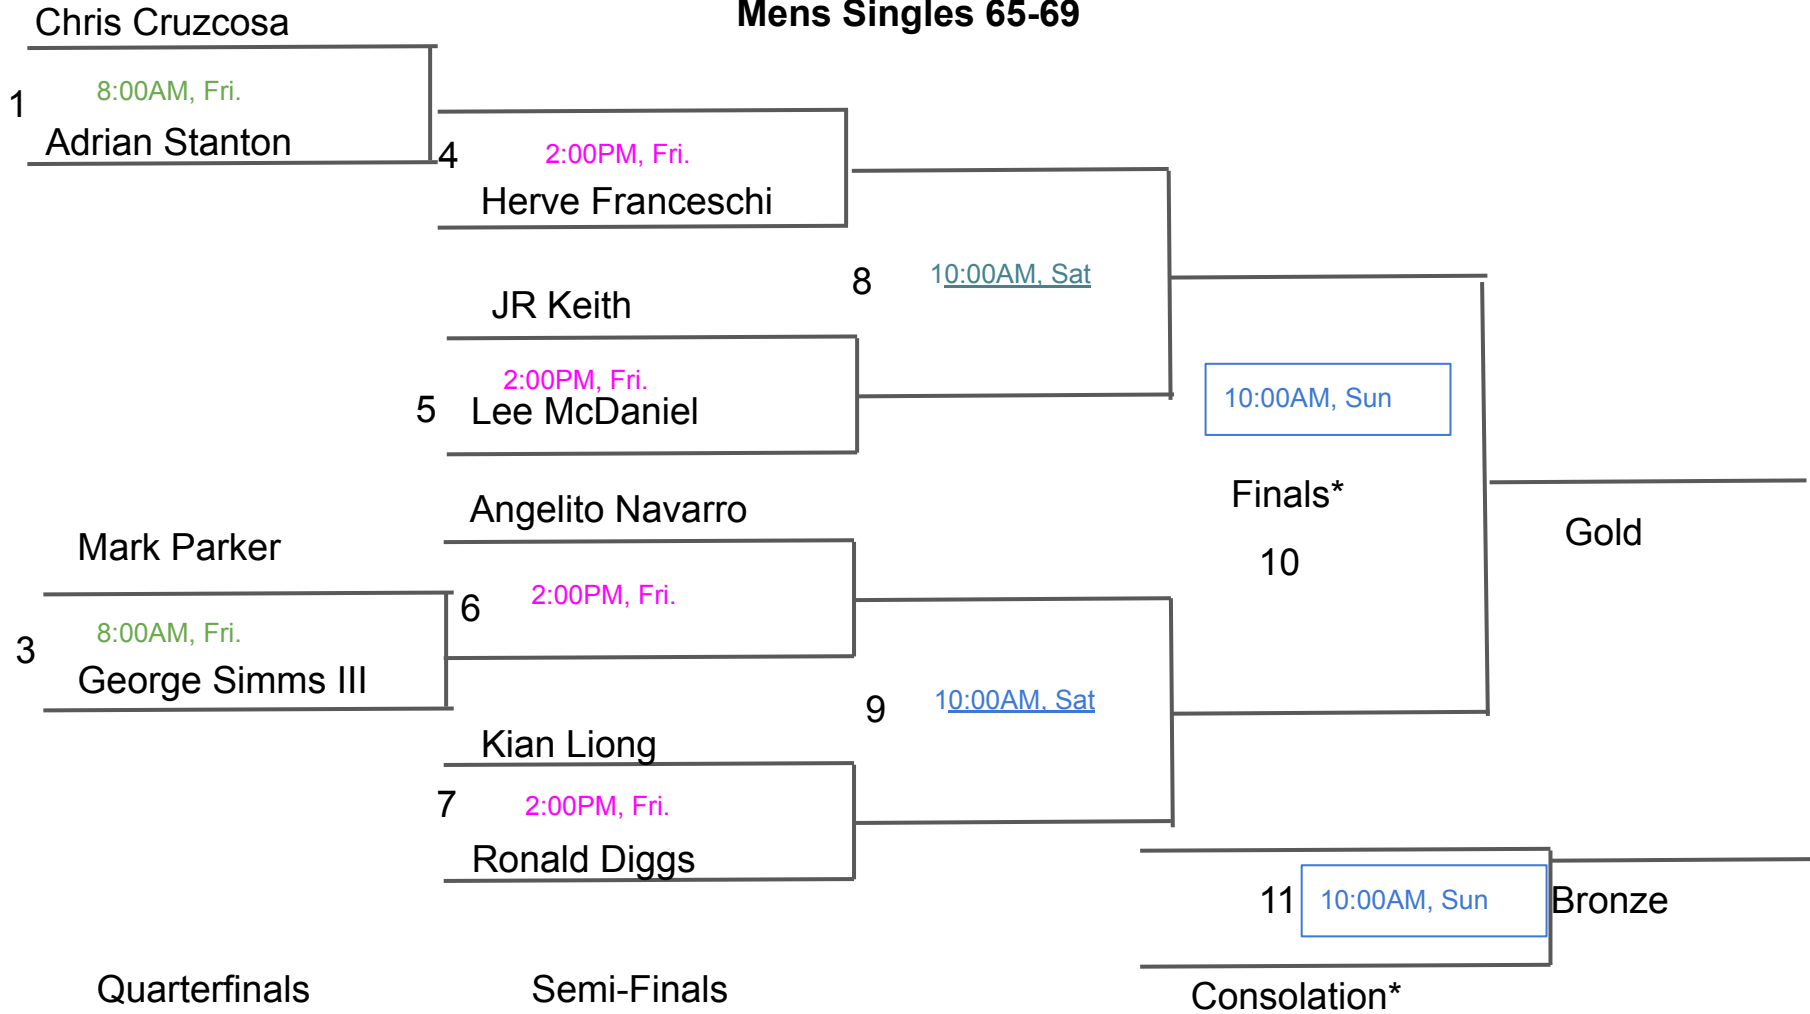 Mens Singles 65-69
Chris Cruzcosa
1
8:00AM, Fri.
Adrian Stanton
4
2:00PM, Fri.
Herve Franceschi
8
10:00AM, Sat
JR Keith
2:00PM, Fri.
5
Lee McDaniel
10:00AM, Sun
Finals*
10
Gold
Angelito Navarro
Mark Parker
6
2:00PM, Fri.
3
8:00AM, Fri.
George Simms III
9
10:00AM, Sat
Kian Liong
7
2:00PM, Fri.
Ronald Diggs
11
10:00AM, Sun
Bronze
Quarterfinals
Semi-Finals
Consolation*